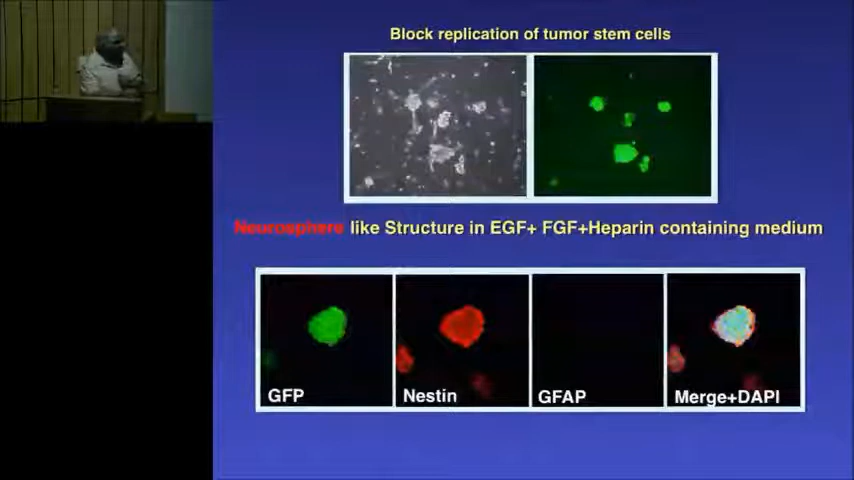 Block replication of tumor stem cells
Neurosphere like Structure in EGF+ FGF+Heparin containing medium
GFP
Nestin
GFAP
Merge+DAPI